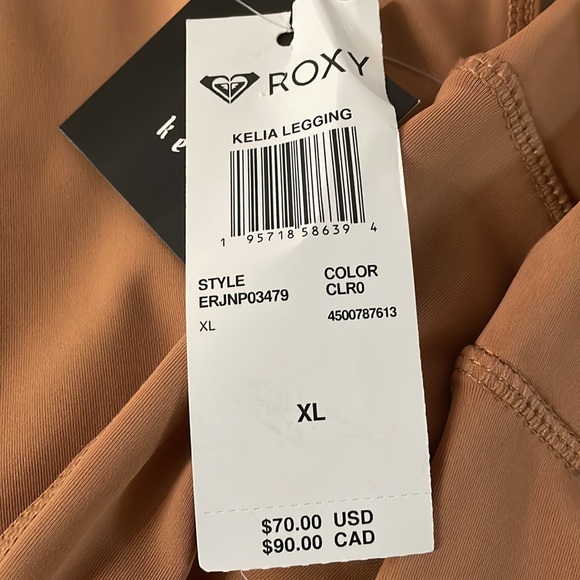 ROXY
KELIA LEGGING
1 95718 58639 4
STYLE COLOR
ERJNP03479 CLR0
XL 4500787613
XL
$70.00 USD
$90.00 CAD